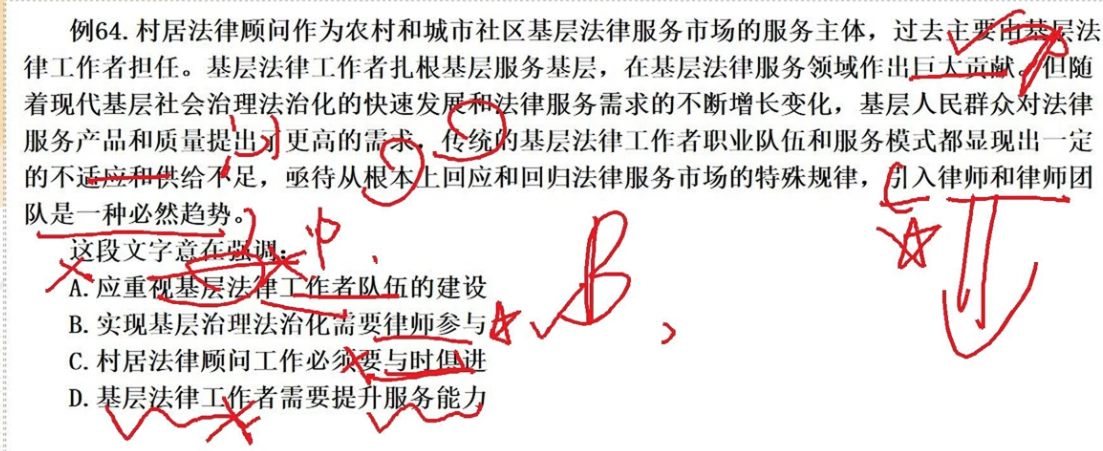 例64.村居法律顾问作为农村和城市社区基层法律服务市场的服务主体，过去主要由基层法
律工作者担任。基层法律工作者扎根基层服务基层，在基层法律服务领域作出巨大贡献。但随
着现代基层社会治理法治化的快速发展和法律服务需求的不断增长变化，基层人民群众对法律
服务产品和质量提出了更高的需求，传统的基层法律工作者职业队伍和服务模式都显现出一定
的不适应和供给不足，亟待从根本上回应和回归法律服务市场的特殊规律，引入律师和律师团
队是一种必然趋势。
这段文字意在强调：
A.应重视基层法律工作者队伍的建设
B.实现基层治理法治化需要律师参与
B
C.村居法律顾问工作必须要与时俱进
D.基层法律工作者需要提升服务能力